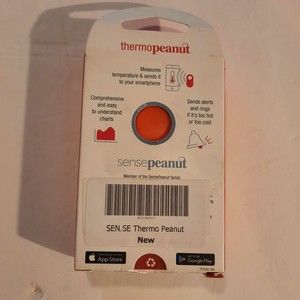 thermopeanut
Measures
temperature & sends it
to your smartphone
Comprehensive
and easy
to understand
charts
Sends alerts
and rings
if it's too hot
or too cold
sensepeanut
Member of the SensePeanut family
SEN.SE Thermo Peanut
New
App Store
Google Play